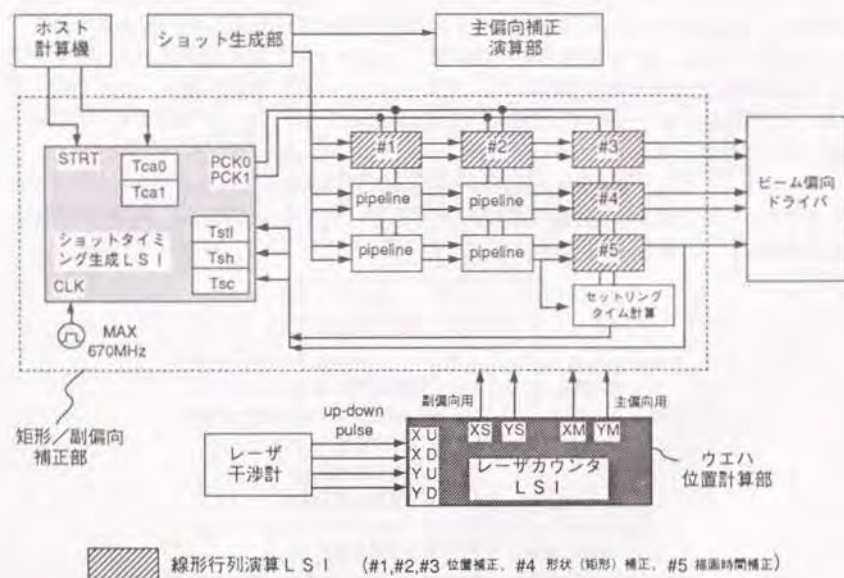 ホスト
計算機
ショット生成部
主偏向補正
演算部
STRT
Tca0
Tca1
PCK0
PCK1
ショットタイミ
ング生成LSI
Tstl
Tsh
Tsc
CLK
MAX
670MHz
#1
#2
#3
pipeline
pipeline
#4
pipeline
pipeline
#5
セットリング
タイム計算
ビーム偏向
ドライバ
矩形/副偏向
補正部
レーザ
干渉計
up-down
pulse
副偏向用
主偏向用
XS
YS
XM
YM
X U
X D
Y U
Y D
レーザカウンタ
LSI
ウエハ
位置計算部
線形行列演算LSI (#1,#2,#3 位置補正、#4 形状(矩形)補正、#5 描画時間補正)